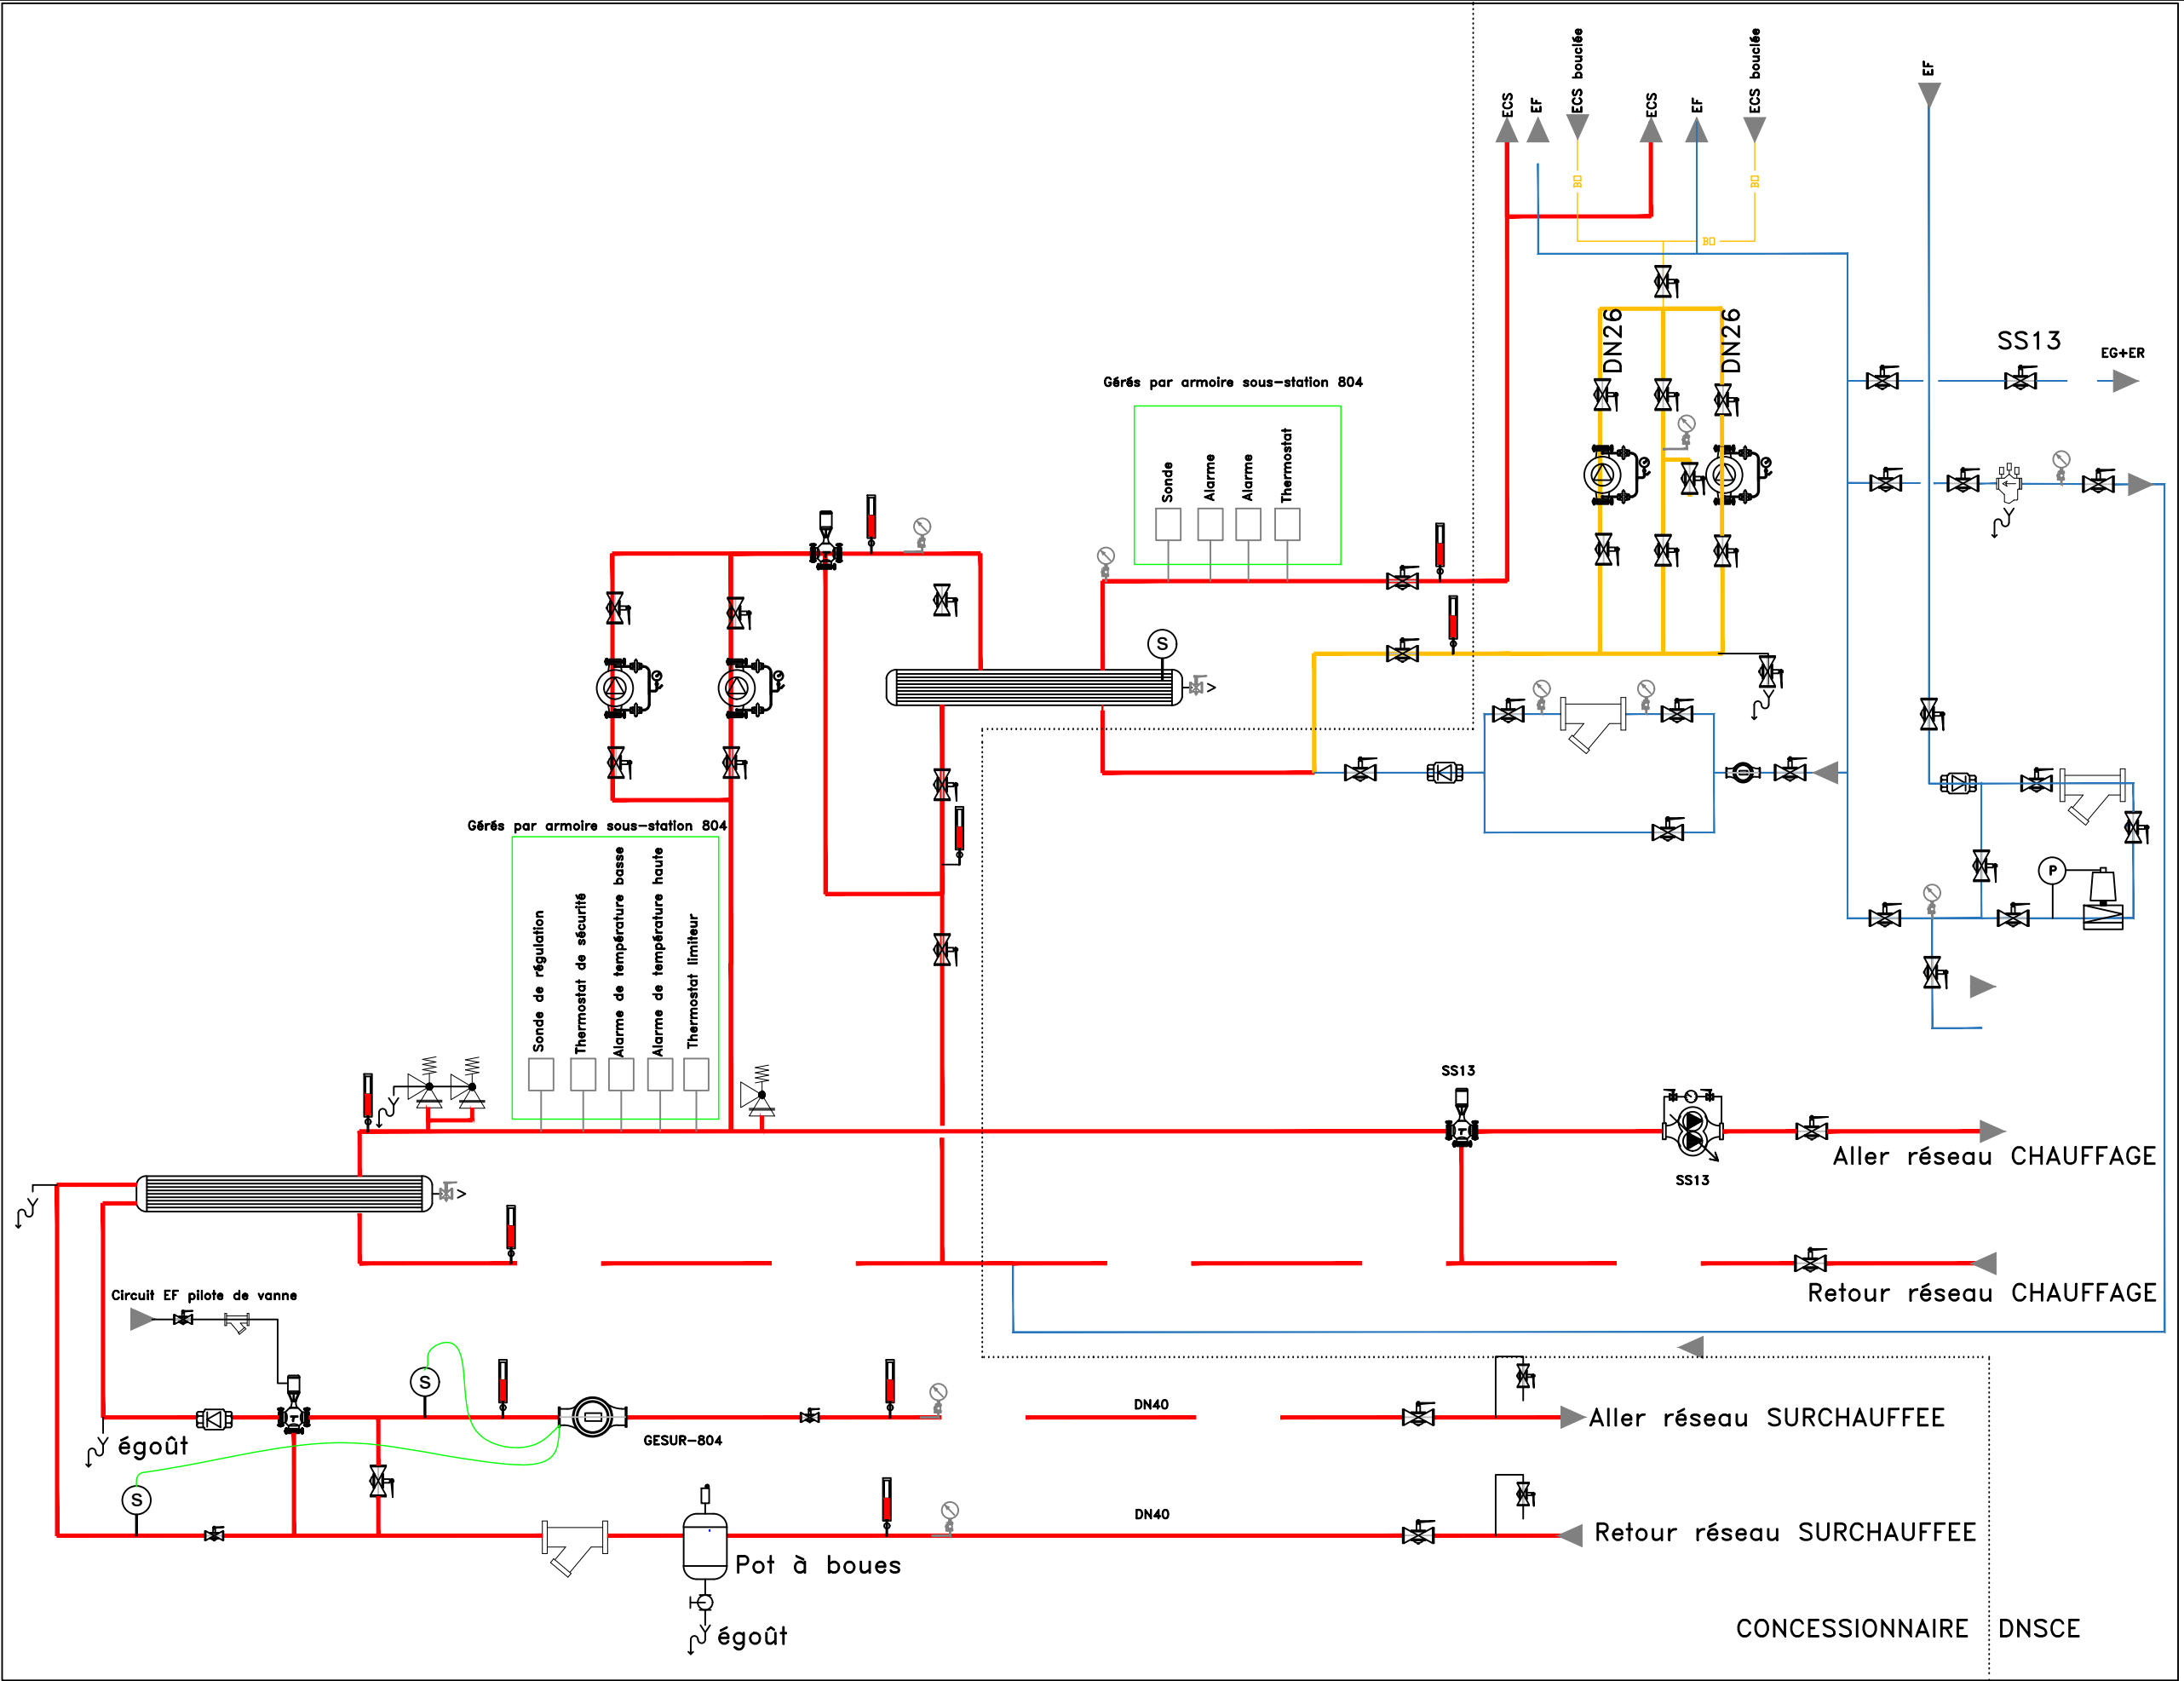 ECS
EF
ECS bouclée
ECS
EF
ECS bouclée
EF
BO
BO
BO
DN26
DN26
SS13
EG+ER
Gérés par armoire sous-station 804
Sonde
Alarme
Alarme
Thermostat
S
Gérés par armoire sous-station 804
Sonde de régulation
Thermostat de sécurité
Alarme de température basse
Alarme de température haute
Thermostat limiteur
P
SS13
SS13
Aller réseau CHAUFFAGE
Retour réseau CHAUFFAGE
Circuit EF pilote de vanne
S
égoût
GESUR-804
DN40
Aller réseau SURCHAUFFEE
S
DN40
Retour réseau SURCHAUFFEE
Pot à boues
égoût
CONCESSIONNAIRE
DNSCE